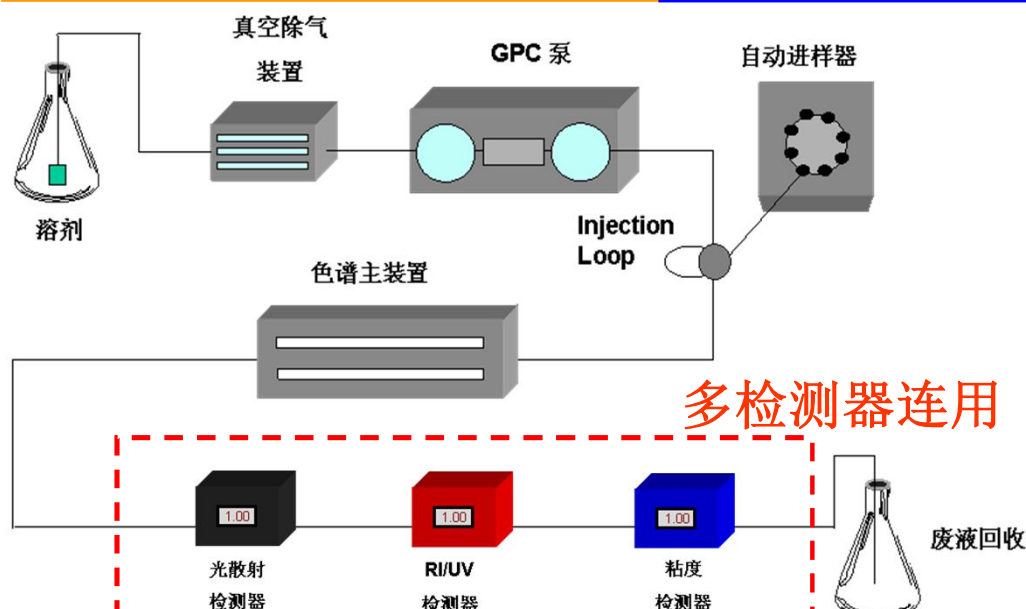 真空除气
装置
GPC 泵
自动进样器
溶剂
Injection
Loop
色谱主装置
多检测器连用
1.00
1.00
1.00
光散射
检测器
RI/UV
检测器
粘度
检测器
废液回收